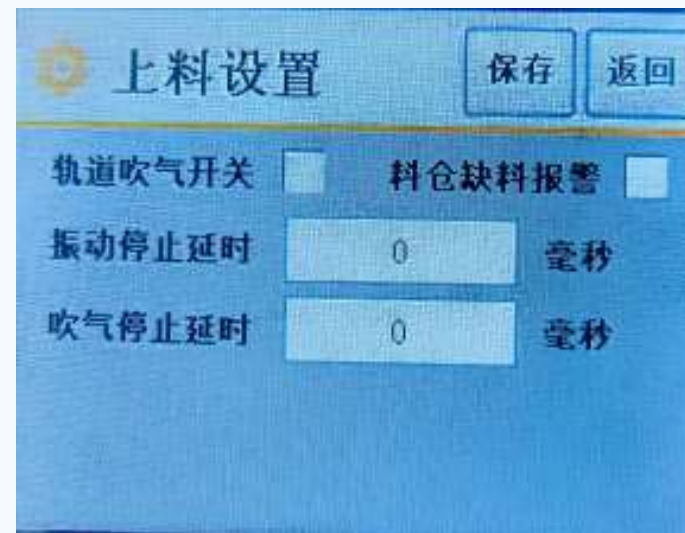 上料设置 保存 返回
轨道吹气开关 料仓缺料报警
振动停止延时 0 毫秒
吹气停止延时 0 毫秒